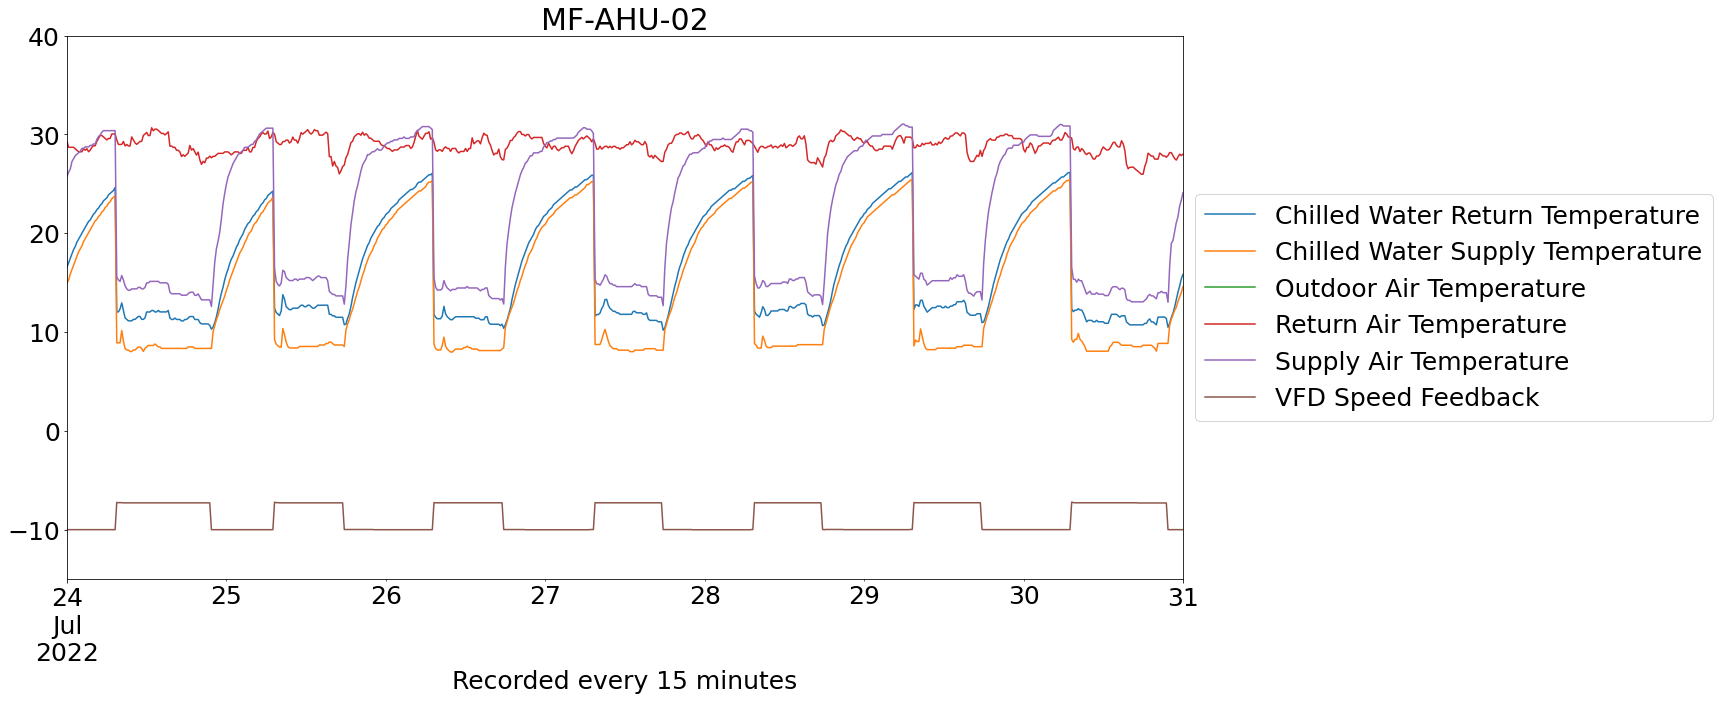 MF-AHU-02
40
30
20
10
0
−10
24
Jul
2022
25
26
27
28
29
30
31
Recorded every 15 minutes
Chilled Water Return Temperature
Chilled Water Supply Temperature
Outdoor Air Temperature
Return Air Temperature
Supply Air Temperature
VFD Speed Feedback